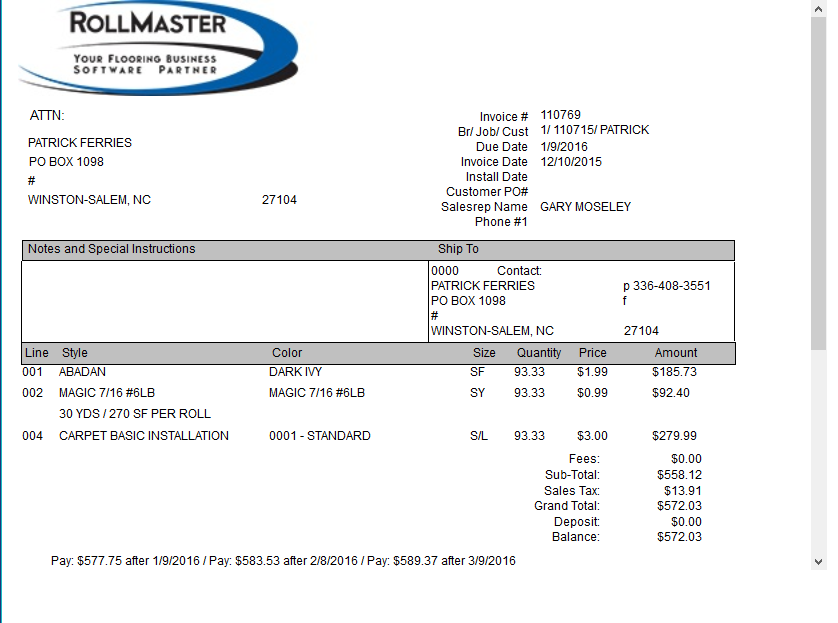 ROLLMASTER
YOUR FLOORING BUSINESS
SOFTWARE PARTNER
ATTN:
PATRICK FERRIES
PO BOX 1098
#
WINSTON-SALEM, NC 27104
Invoice # 110769
Br/ Job/ Cust 1/ 110715/ PATRICK
Due Date 1/9/2016
Invoice Date 12/10/2015
Install Date
Customer PO#
Salesrep Name GARY MOSELEY
Phone #1
Notes and Special Instructions Ship To
0000 Contact:
PATRICK FERRIES p 336-408-3551
PO BOX 1098 f
#
WINSTON-SALEM, NC 27104
Line Style Color Size Quantity Price Amount
001 ABADAN DARK IVY SF 93.33 $1.99 $185.73
002 MAGIC 7/16 #6LB MAGIC 7/16 #6LB SY 93.33 $0.99 $92.40
30 YDS / 270 SF PER ROLL
004 CARPET BASIC INSTALLATION 0001 - STANDARD S/L 93.33 $3.00 $279.99
Fees: $0.00
Sub-Total: $558.12
Sales Tax: $13.91
Grand Total: $572.03
Deposit: $0.00
Balance: $572.03
Pay: $577.75 after 1/9/2016 / Pay: $583.53 after 2/8/2016 / Pay: $589.37 after 3/9/2016